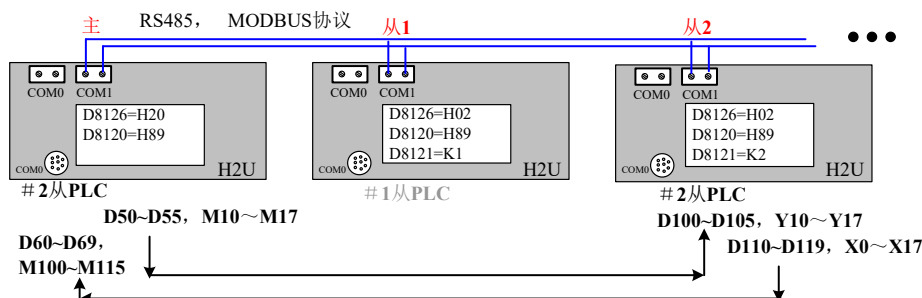 主 RS485， MODBUS协议 从1 从2
COM0 COM1 COM1 COM0 COM1
COM0
D8126=H20
D8120=H89
COM0 H2U
D8126=H02
D8120=H89
D8121=K1
COM0 H2U
D8126=H02
D8120=H89
D8121=K2
COM0 H2U
#2从PLC #1从PLC #2从PLC
D50~D55，M10～M17 D100~D105，Y10～Y17
D60~D69， D110~D119，X0～X17
M100~M115